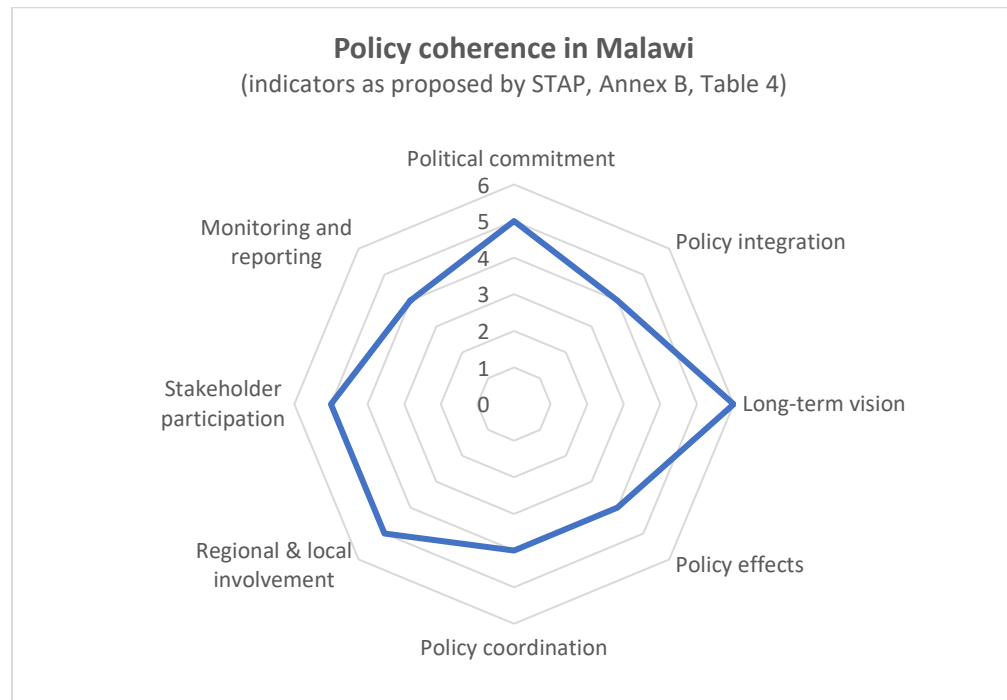 Policy coherence in Malawi
(indicators as proposed by STAP, Annex B, Table 4)
Political commitment
6
5
4
3
2
1
0
Monitoring and
reporting
Policy integration
Stakeholder
participation
Long-term vision
Regional & local
involvement
Policy effects
Policy coordination